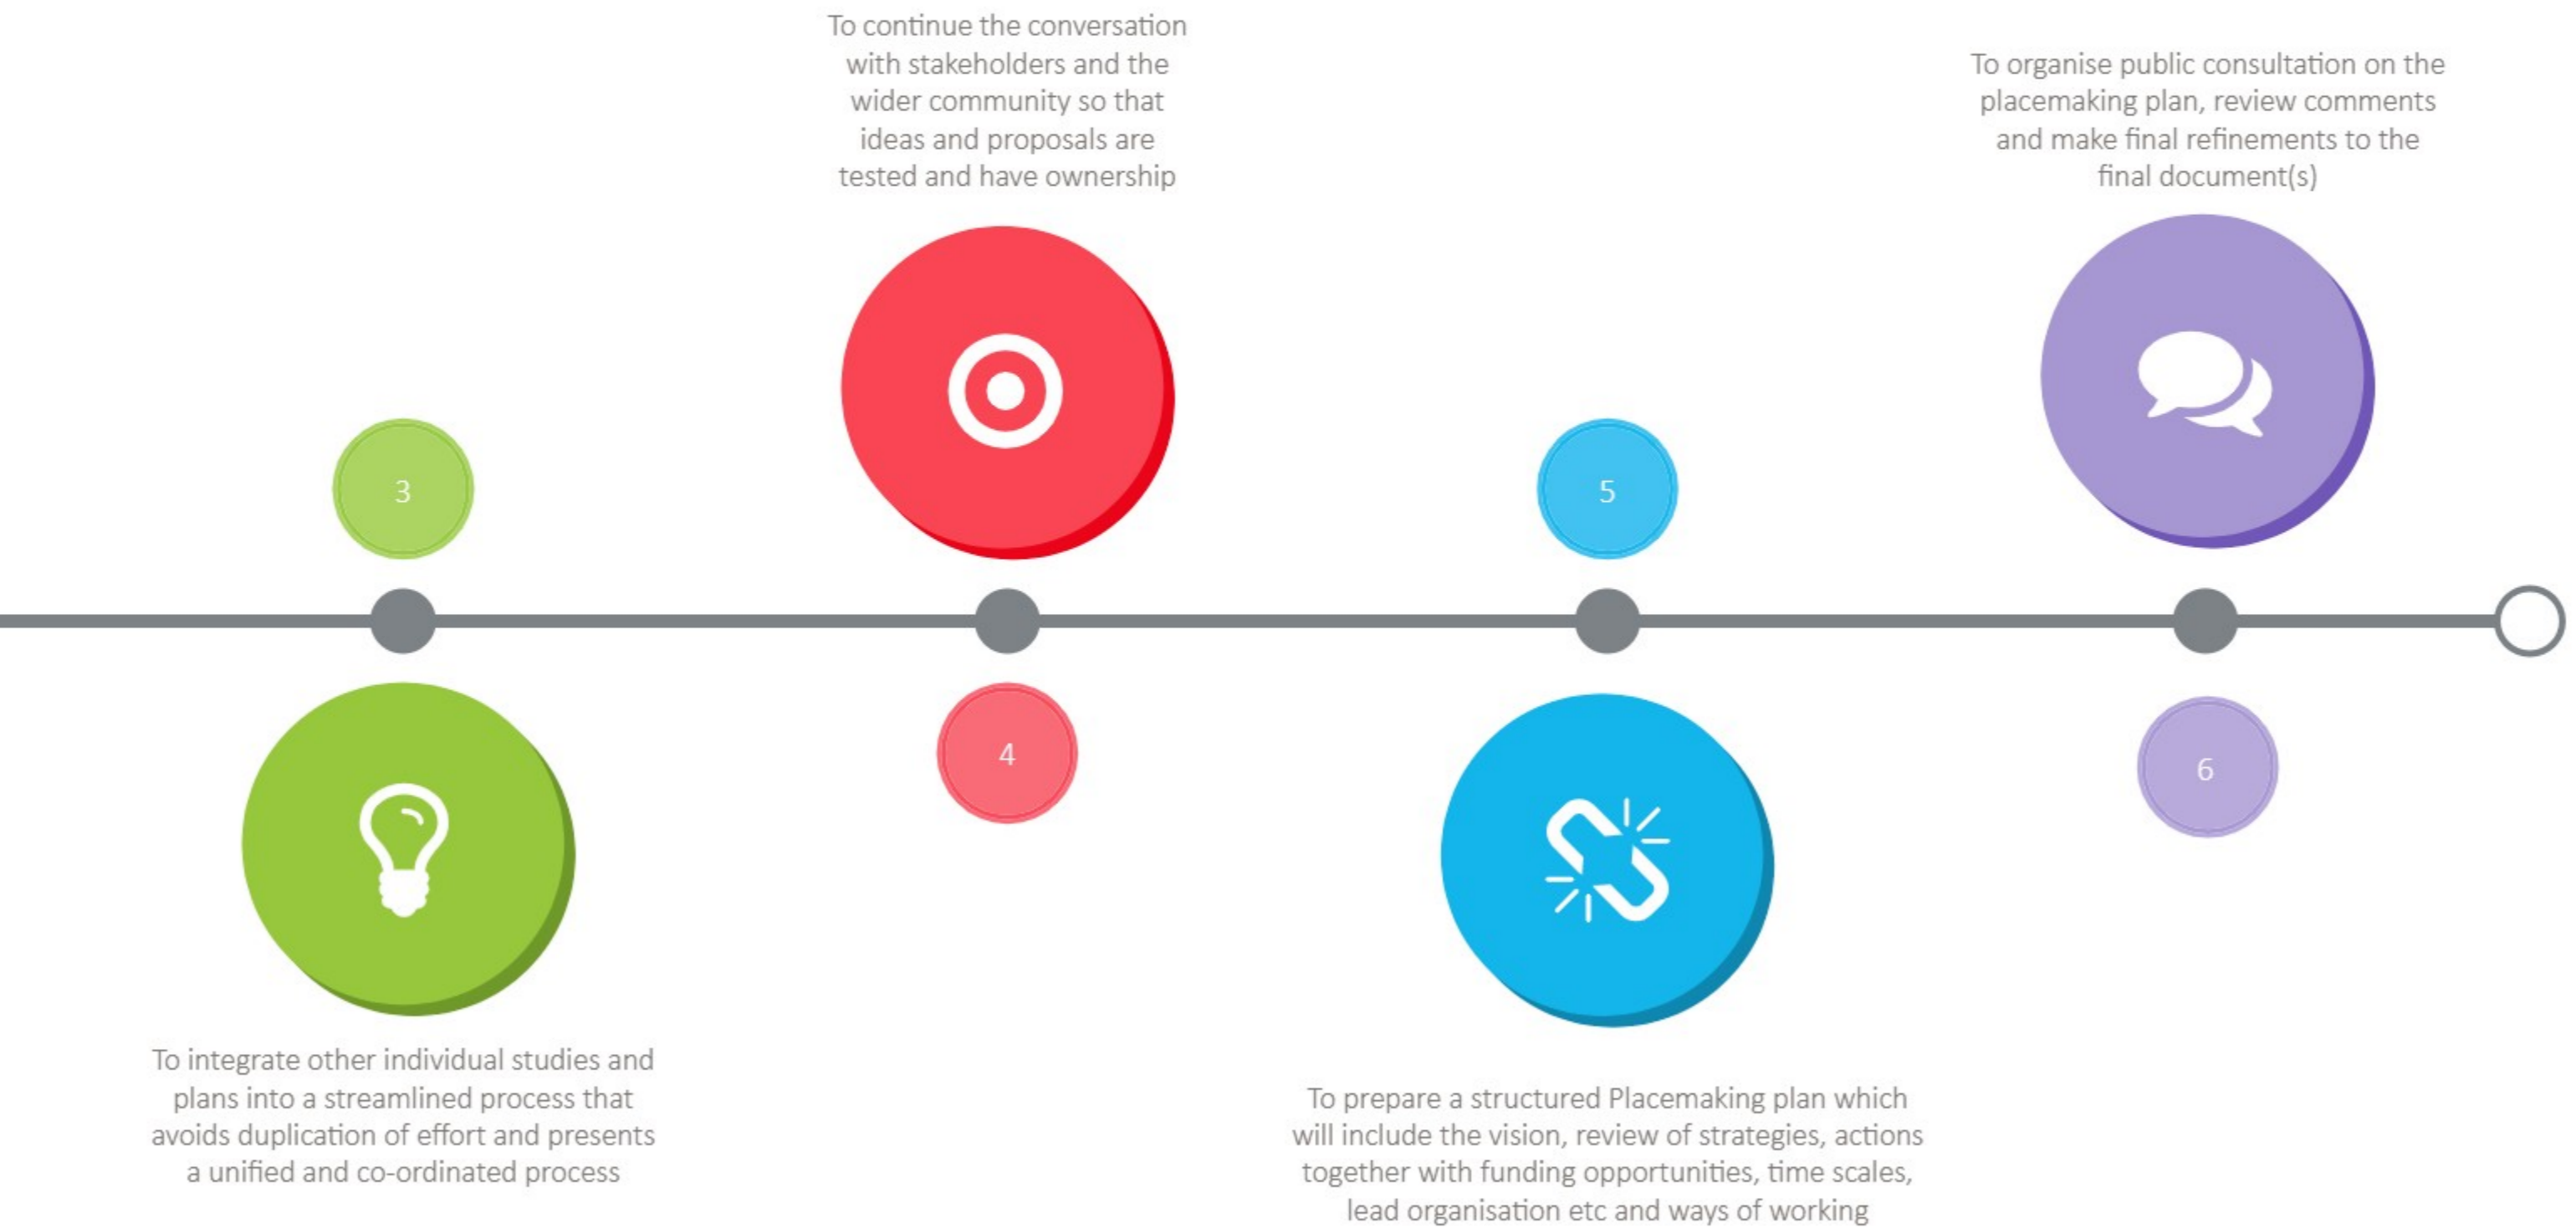 3
To integrate other individual studies and
plans into a streamlined process that
avoids duplication of effort and presents
a unified and co-ordinated process
To continue the conversation
with stakeholders and the
wider community so that
ideas and proposals are
tested and have ownership
4
5
To prepare a structured Placemaking plan which
will include the vision, review of strategies, actions
together with funding opportunities, time scales,
lead organisation etc and ways of working
To organise public consultation on the
placemaking plan, review comments
and make final refinements to the
final document(s)
6